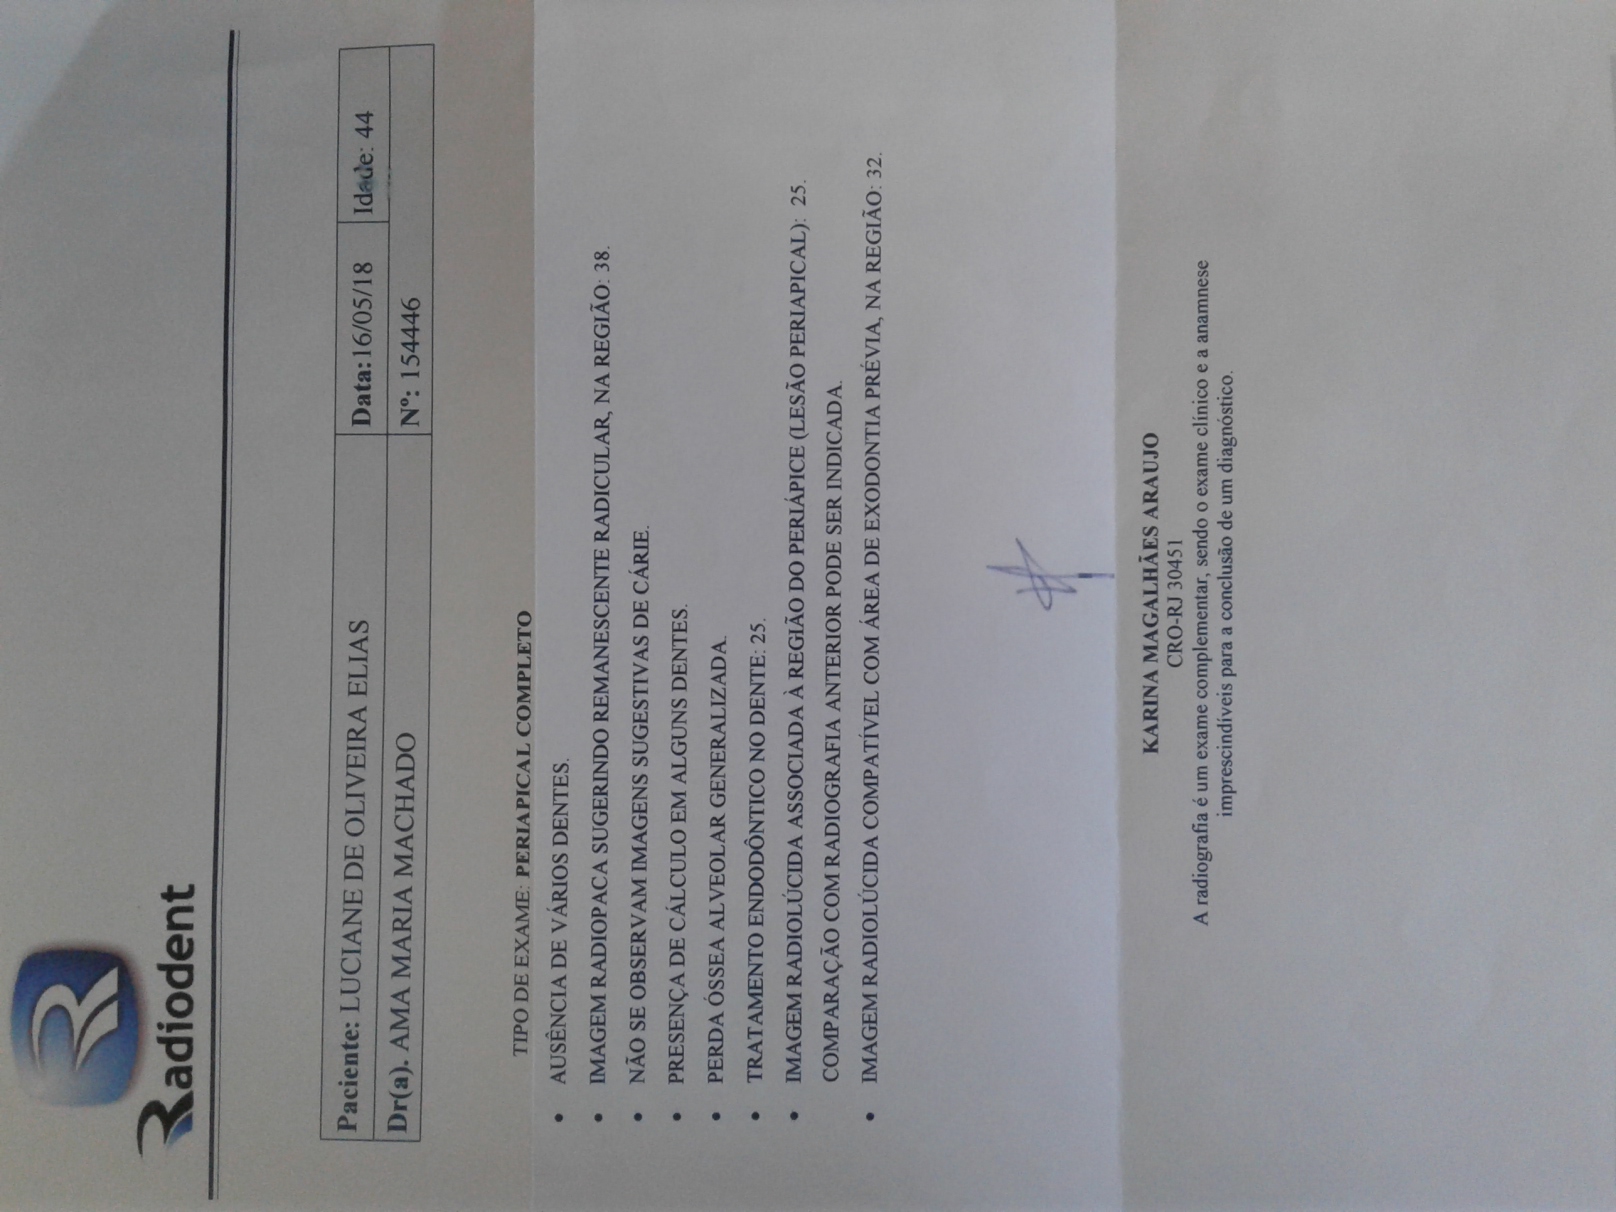 Radiodent
Paciente: LUCIANE DE OLIVEIRA ELIAS Data:16/05/18 Idade: 44
Dr(a). AMA MARIA MACHADO Nº: 154446
TIPO DE EXAME: PERIAPICAL COMPLETO
• AUSÊNCIA DE VÁRIOS DENTES.
• IMAGEM RADIOPACA SUGERINDO REMANESCENTE RADICULAR, NA REGIÃO: 38.
• NÃO SE OBSERVAM IMAGENS SUGESTIVAS DE CÁRIE.
• PRESENÇA DE CÁLCULO EM ALGUNS DENTES.
• PERDA ÓSSEA ALVEOLAR GENERALIZADA.
• TRATAMENTO ENDODÔNTICO NO DENTE: 25.
• IMAGEM RADIOLÚCIDA ASSOCIADA À REGIÃO DO PERIÁPICE (LESÃO PERIAPICAL): 25.
COMPARAÇÃO COM RADIOGRAFIA ANTERIOR PODE SER INDICADA.
• IMAGEM RADIOLÚCIDA COMPATÍVEL COM ÁREA DE EXODONTIA PRÉVIA, NA REGIÃO: 32.
KARINA MAGALHÃES ARAUJO
CRO-RJ 30451
A radiografia é um exame complementar, sendo o exame clínico e a anamnese
imprescindíveis para a conclusão de um diagnóstico.